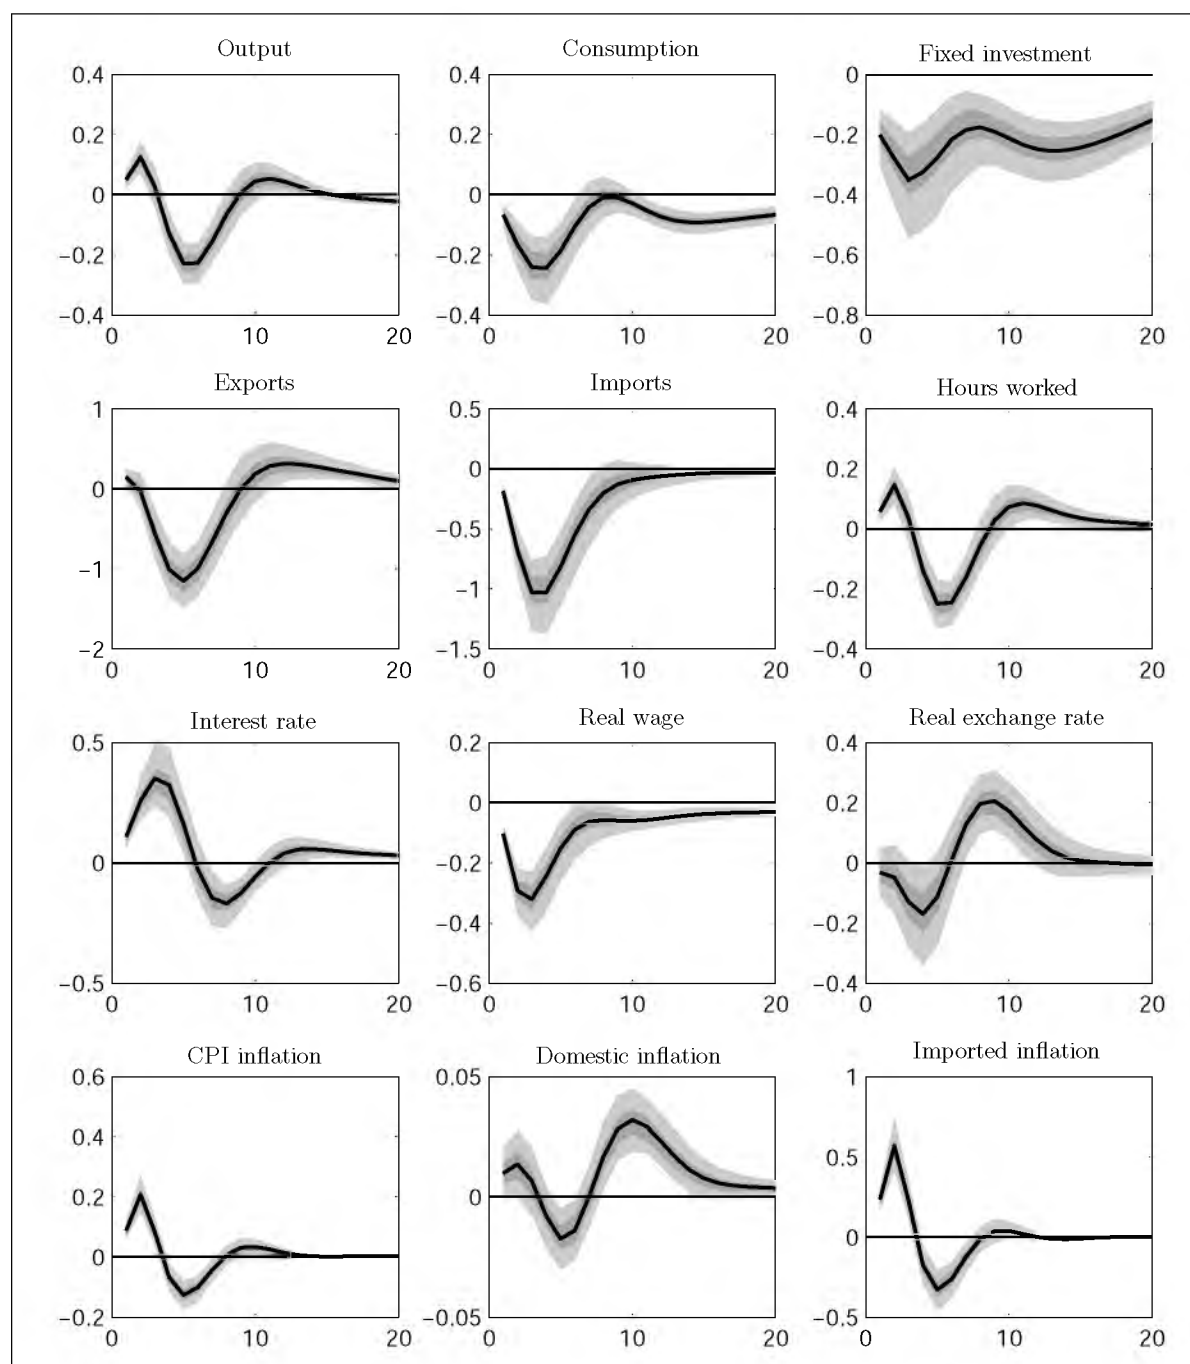 Output Consumption Fixed investment
0.4 0.4 0
0.2 0.2 −0.2
0 0 −0.4
−0.2 −0.2 −0.6
−0.4 −0.4 −0.8
0 10 20 0 10 20 0 10 20
Exports Imports Hours worked
1 0.5 0.4
0 0 0.2
−1 −0.5 0
−2 −1 −0.2
−1.5 −0.4
0 10 20 0 10 20 0 10 20
Interest rate Real wage Real exchange rate
0.5 0.2 0.4
0 0 0.2
−0.5 −0.2 0
−0.4 −0.2
−0.6 −0.4
0 10 20 0 10 20 0 10 20
CPI inflation Domestic inflation Imported inflation
0.6 0.05 1
0.4 0 0.5
0.2 −0.05 0
0 −0.5
−0.2
0 10 20 0 10 20 0 10 20